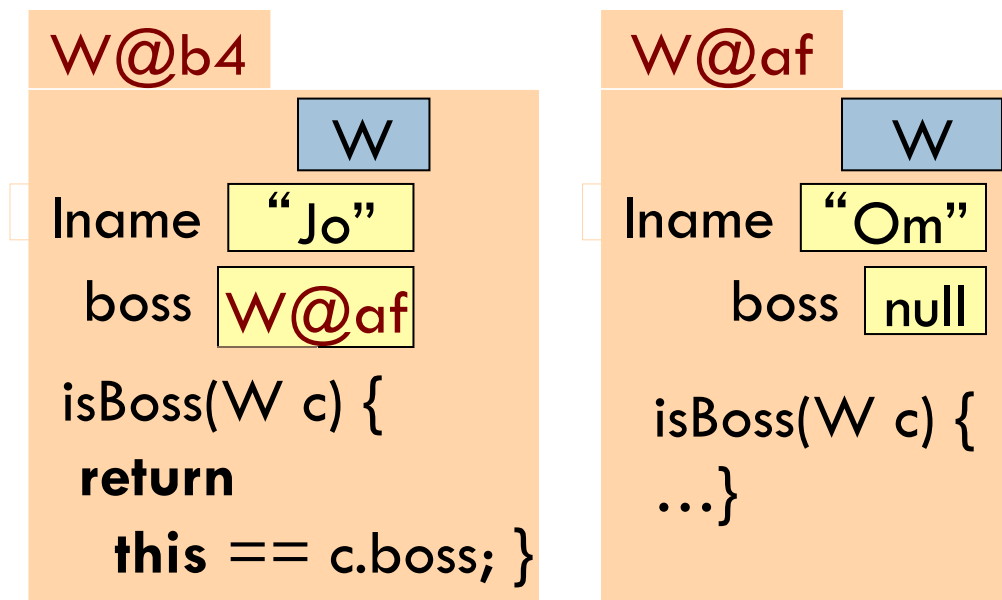 W@b4
W
lname “Jo”
boss W@af
isBoss(W c) {
return
this == c.boss; }
W@af
W
lname “Om”
boss null
isBoss(W c) {
...}